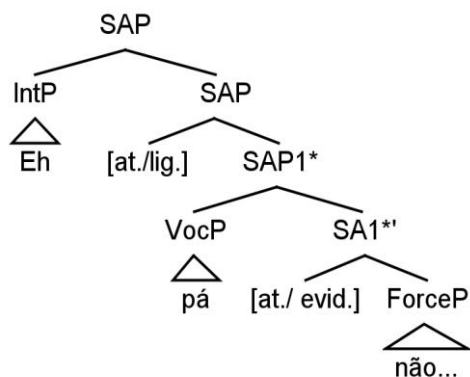 SAP
IntP SAP
Eh [at./lig.] SAP1*
VocP SA1*'
pá [at./ evid.] ForceP
não...